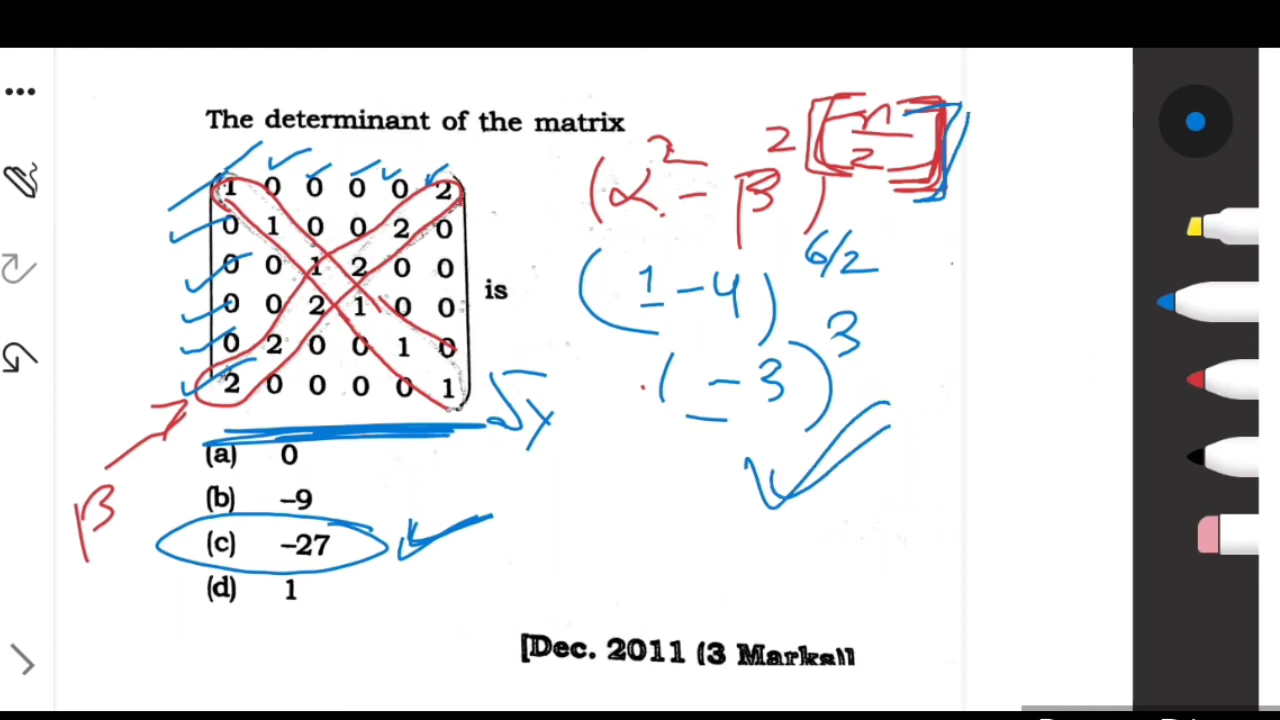 The determinant of the matrix
1 0 0 0 0 2
0 1 0 0 2 0
0 0 1 2 0 0
0 0 2 1 0 0
0 2 0 0 1 0
2 0 0 0 0 1
is
(a) 0
(b) –9
(c) –27
(d) 1
[Dec. 2011 (3 Marks)]
β
(α² – β²)[n/2]
(1 – 4)6/2
(– 3)3